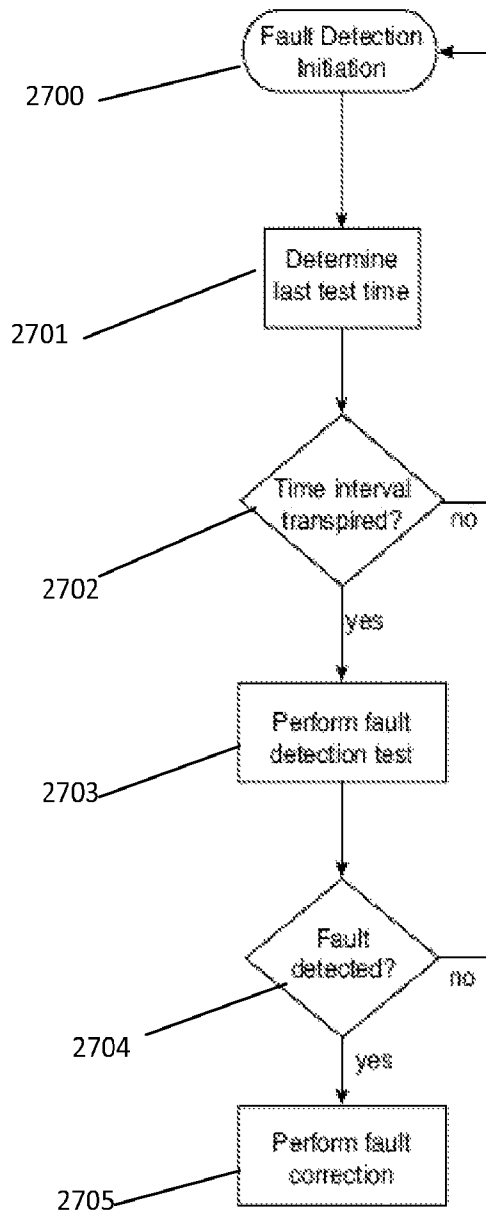 Fault Detection
Initiation
2700
Determine
last test time
2701
Time interval
transpired?
no
2702
yes
Perform fault
detection test
2703
Fault
detected?
no
2704
yes
Perform fault
correction
2705